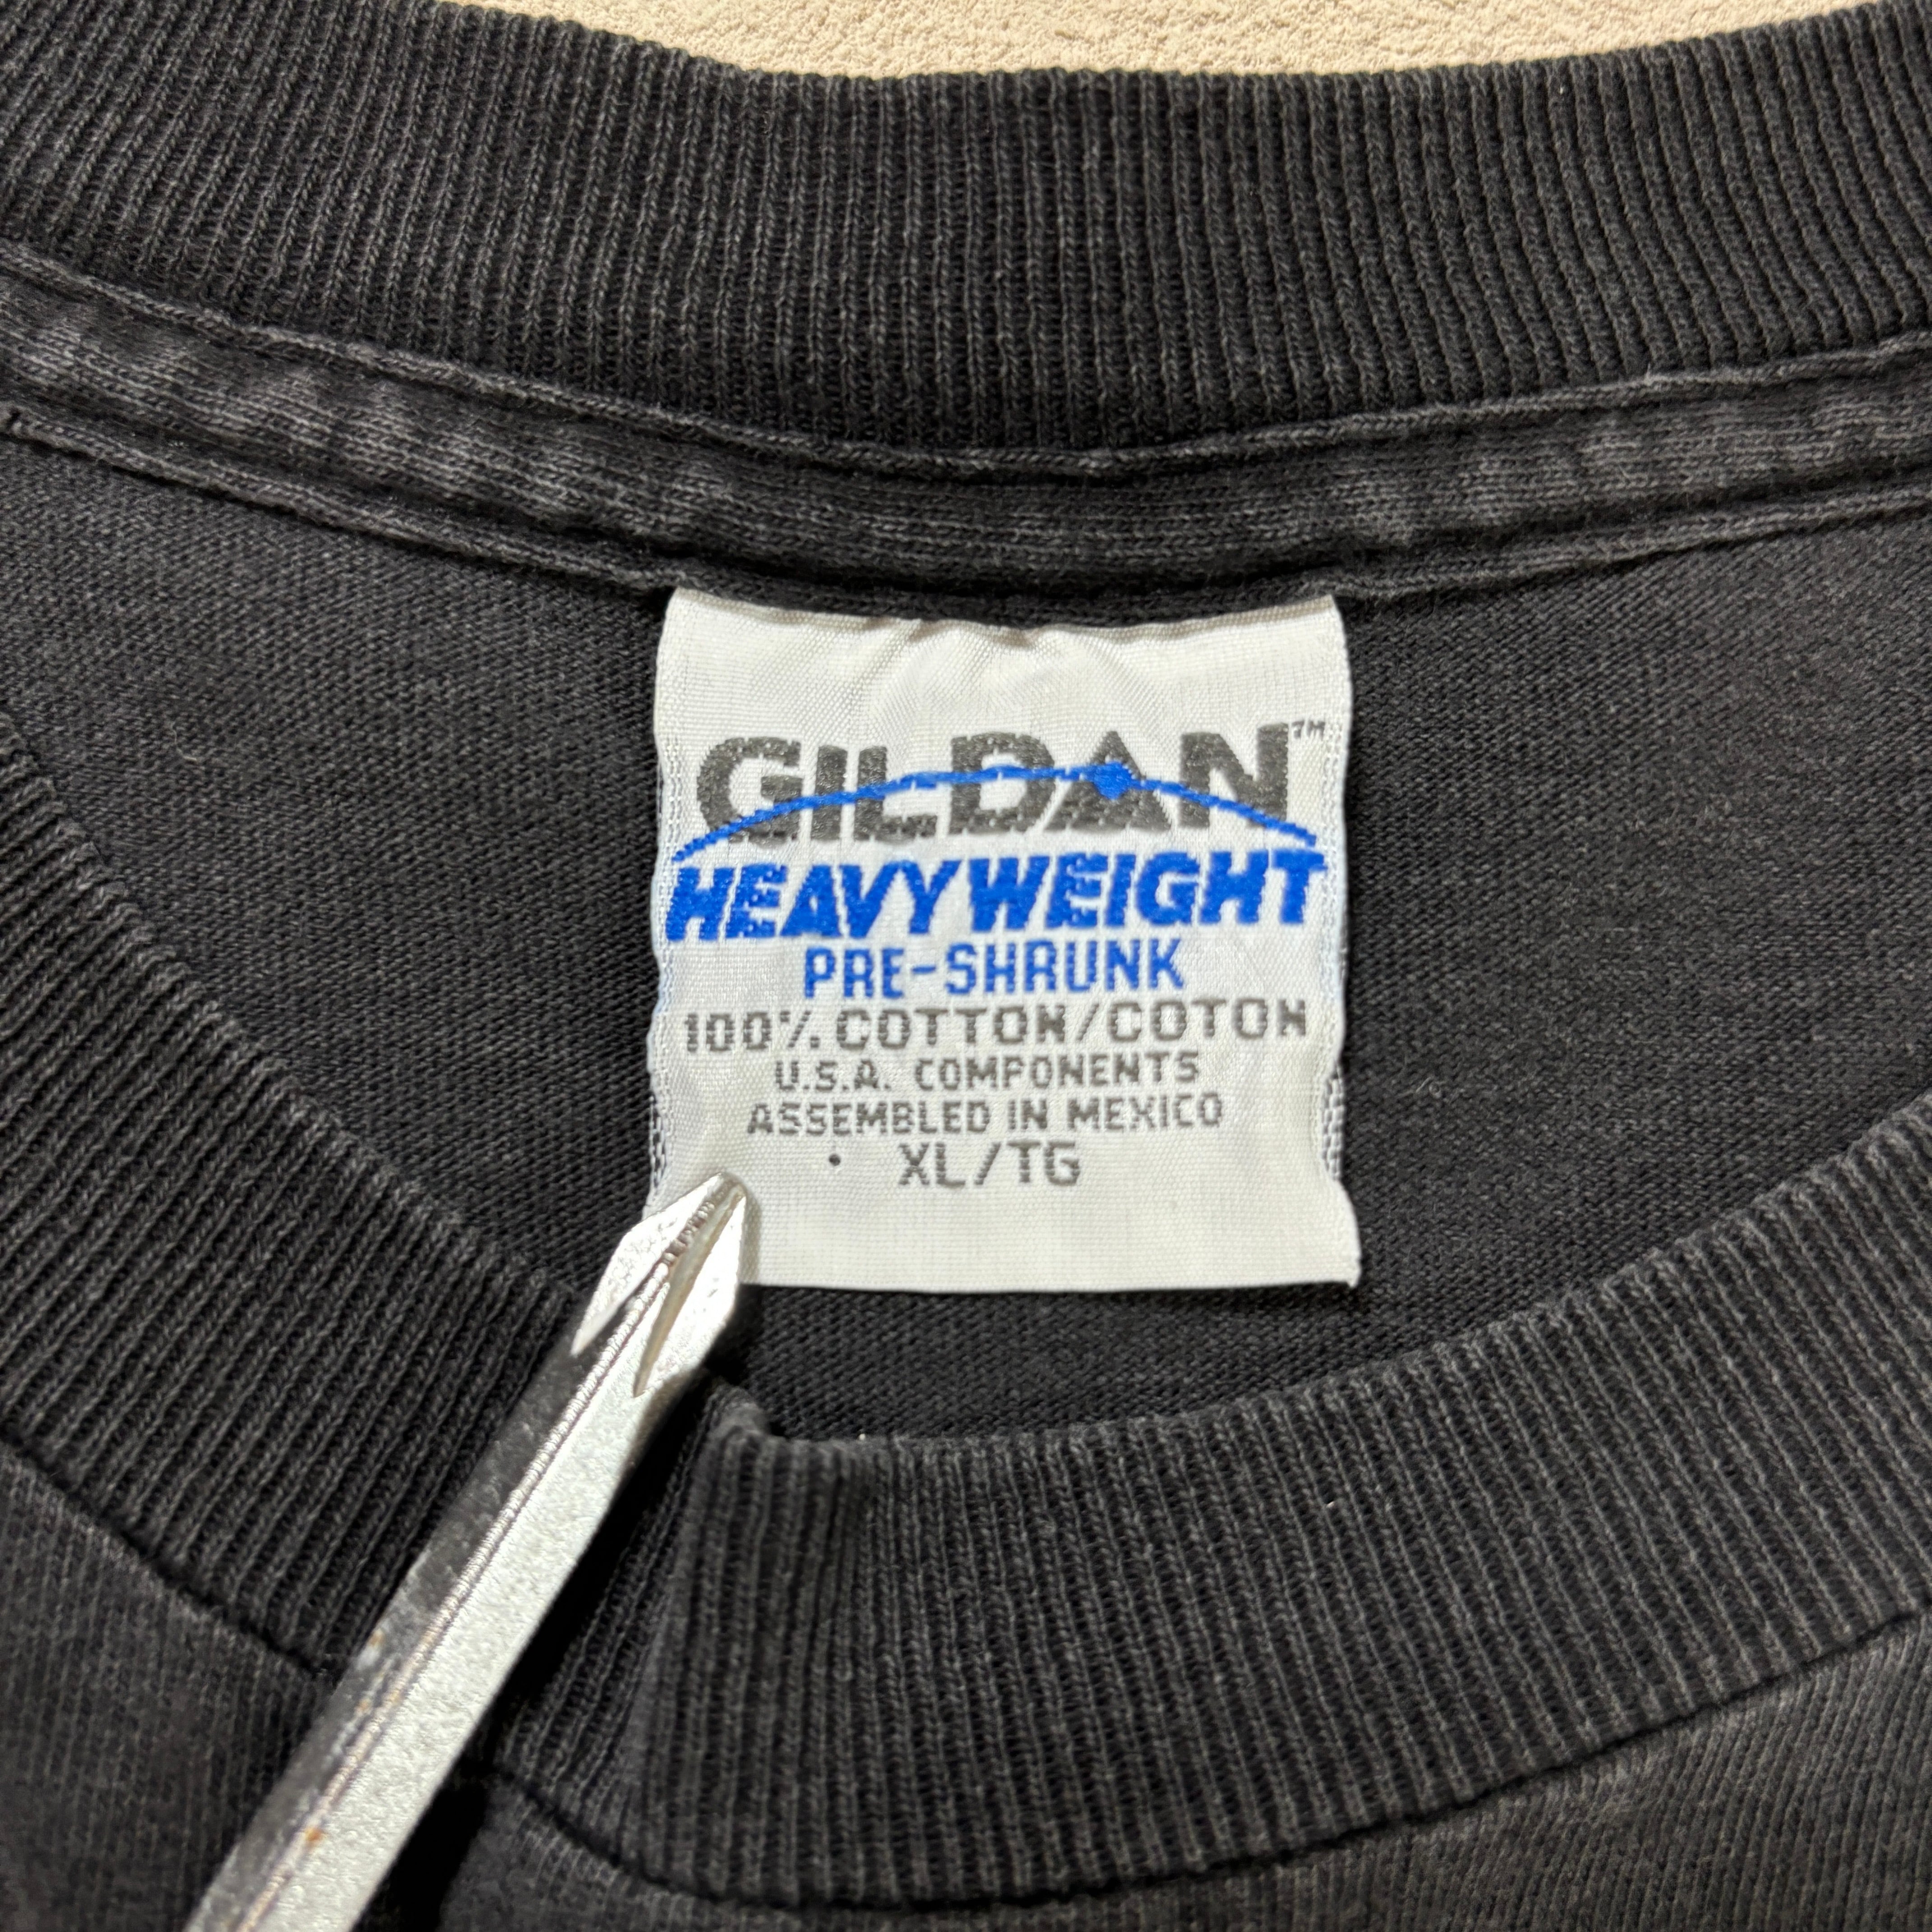 GILDAN™
HEAVYWEIGHT
PRE-SHRUNK
100% COTTON/COTON
U.S.A. COMPONENTS
ASSEMBLED IN MEXICO
• XL/TG